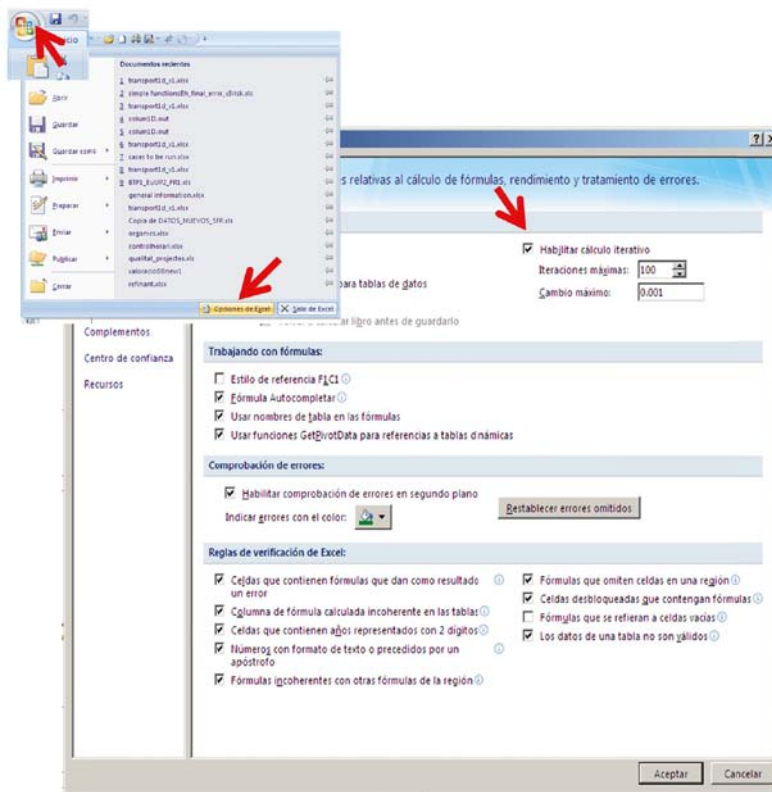 Inicio
Documentos recientes
1 transport1d_v1.xlsx
2 simple functionsEh_final_error_v3risk.xls
3 transport1d_v1.xlsx
4 colum1D.out
5 colum1D.out
6 transport1d_v1.xlsx
7 cases to be run.xlsx
8 transport1d_v1.xlsx
9 BTP1_EuUP2_PR1.xls
general information.xlsx
transport1d_v1.xlsx
Copia de DATOS_NUEVOS_SFR.xls
organics.xlsx
controlhorari.xlsx
qualitat_projectes.xls
refinant.xlsx
Abrir
Guardar
Guardar como
Imprimir
Preparar
Enviar
Publicar
Cerrar
Opciones de Excel
Salir de Excel
es relativas al cálculo de fórmulas, rendimiento y tratamiento de errores.
Habilitar cálculo iterativo
Iteraciones máximas: 100
para tablas de datos
Cambio máximo: 0.001
libro antes de guardarlo
Complementos
Centro de confianza
Recursos
Trabajando con fórmulas:
Estilo de referencia F1C1
Fórmula Autocompletar
Usar nombres de tabla en las fórmulas
Usar funciones GetPivotData para referencias a tablas dinámicas
Comprobación de errores:
Habilitar comprobación de errores en segundo plano
Indicar errores con el color:
Restablecer errores omitidos
Reglas de verificación de Excel:
Celdas que contienen fórmulas que dan como resultado
un error
Columna de fórmula calculada incoherente en las tablas
Celdas que contienen años representados con 2 dígitos
Números con formato de texto o precedidos por un
apóstrofo
Fórmulas incoherentes con otras fórmulas de la región
Fórmulas que omiten celdas en una región
Celdas desbloqueadas que contengan fórmulas
Fórmulas que se refieran a celdas vacías
Los datos de una tabla no son válidos
Aceptar
Cancelar